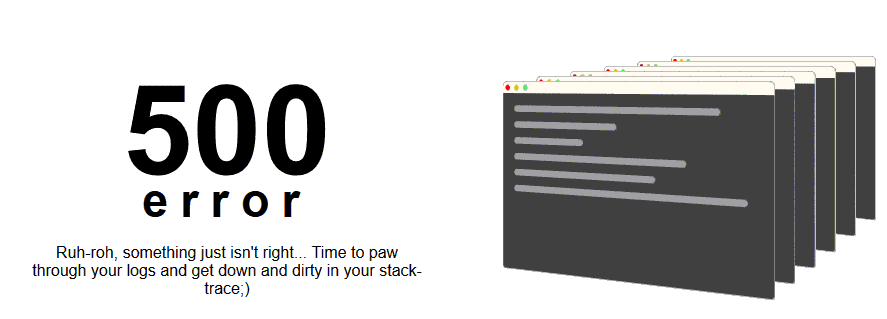 500
error
Ruh-roh, something just isn't right... Time to paw
through your logs and get down and dirty in your stack-
trace;)